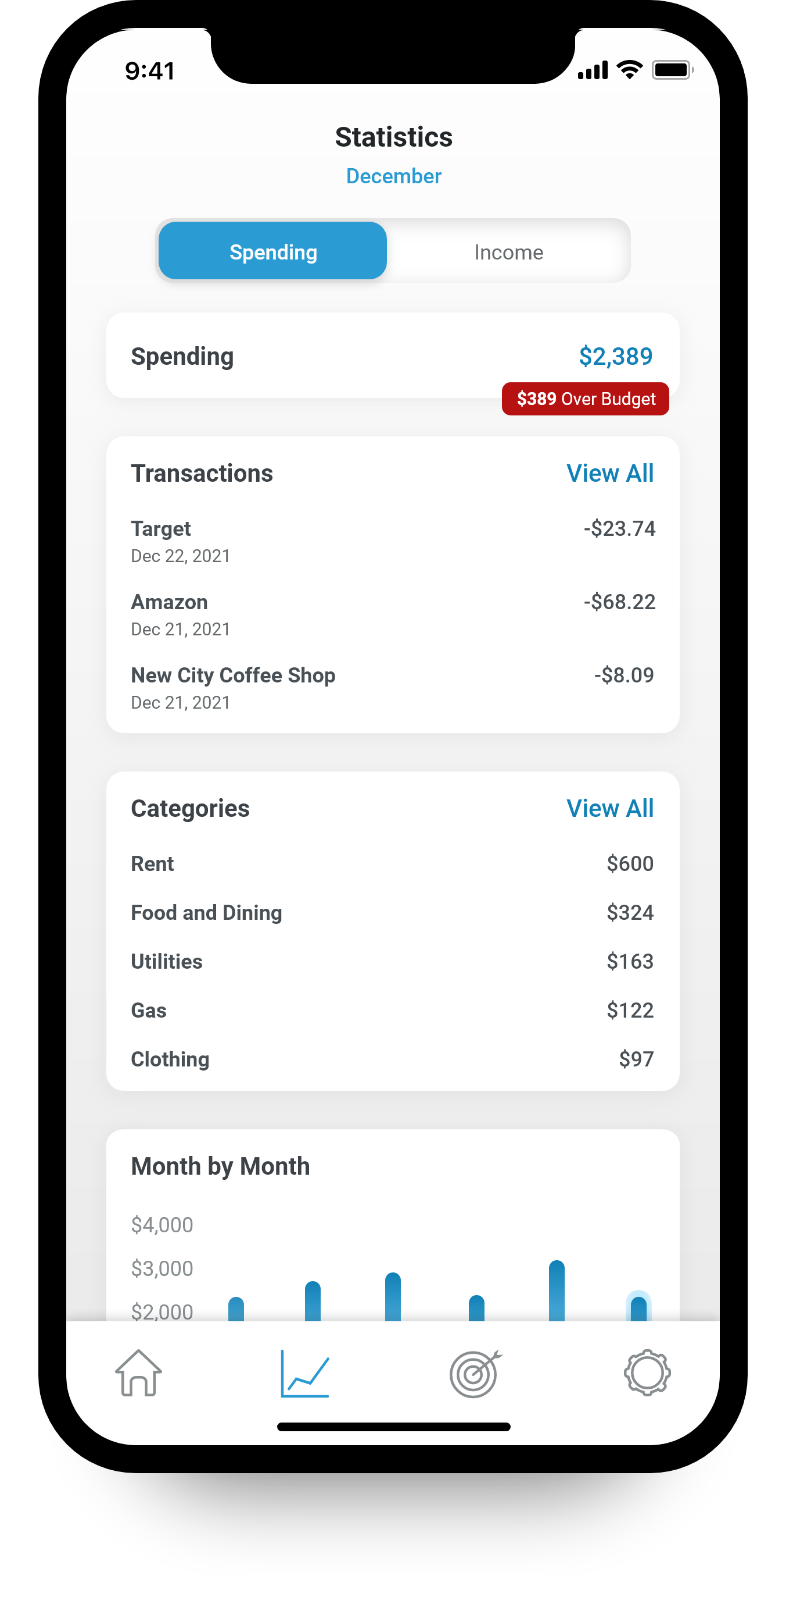 9:41
Statistics
December
Spending Income
Spending $2,389
$389 Over Budget
Transactions View All
Target -$23.74
Dec 22, 2021
Amazon -$68.22
Dec 21, 2021
New City Coffee Shop -$8.09
Dec 21, 2021
Categories View All
Rent $600
Food and Dining $324
Utilities $163
Gas $122
Clothing $97
Month by Month
$4,000
$3,000
$2,000